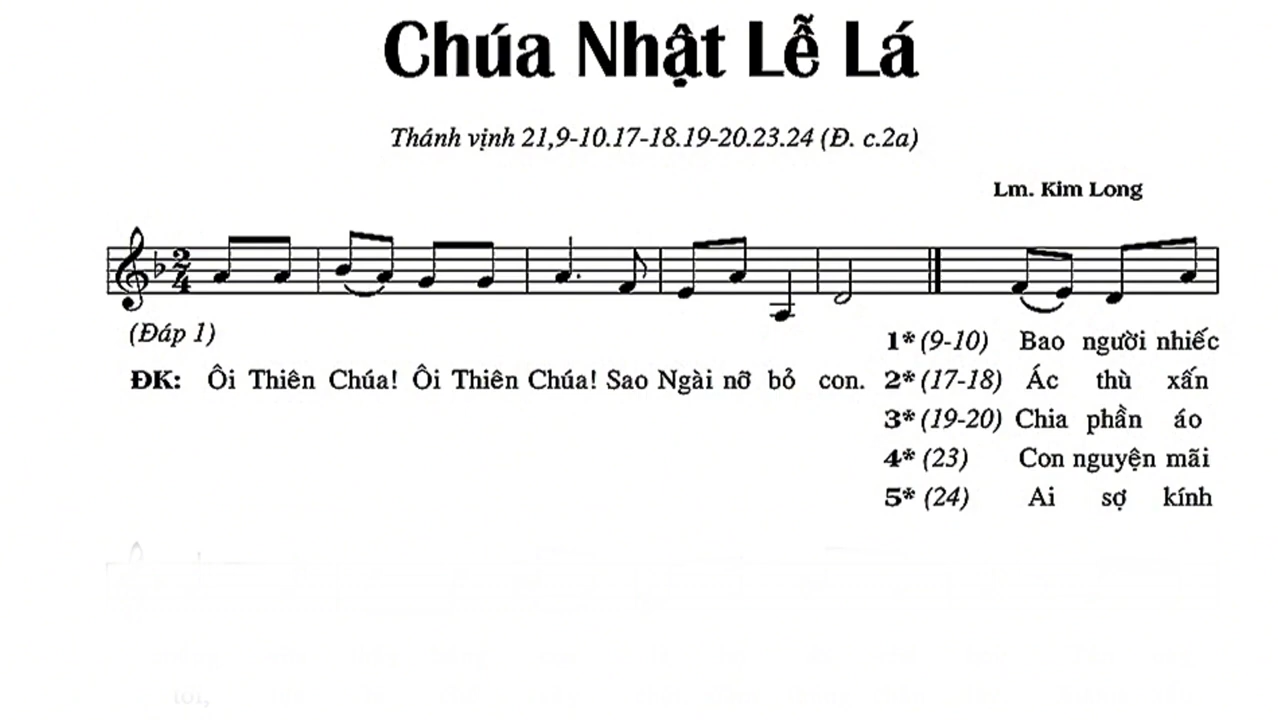 Chúa Nhật Lễ Lá
Thánh vịnh 21,9-10.17-18.19-20.23.24 (Đ. c.2a)
Lm. Kim Long
2/4
(Đáp 1)
1* (9-10) Bao người nhiếc
ĐK: Ôi Thiên Chúa! Ôi Thiên Chúa! Sao Ngài nỡ bỏ con. 2* (17-18) Ác thù xấn
3* (19-20) Chia phần áo
4* (23) Con nguyện mãi
5* (24) Ai sợ kính